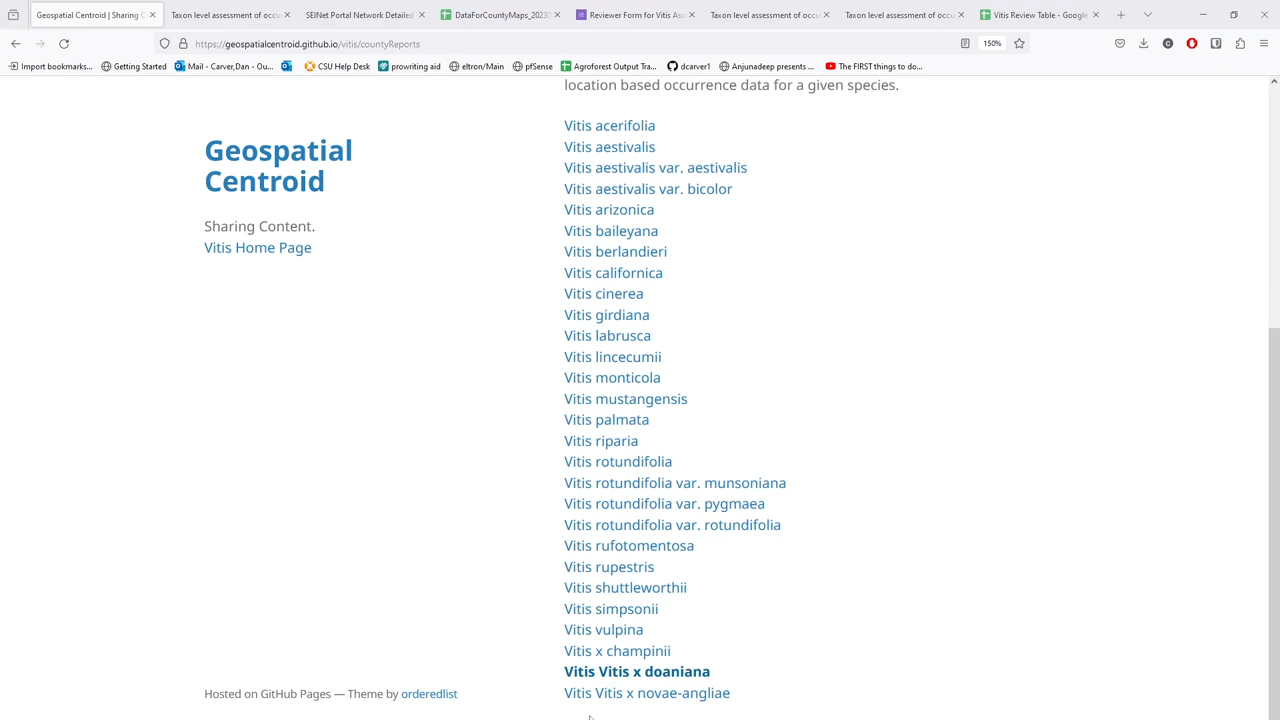 Geospatial Centroid | Sharing C
Taxon level assessment of occu
SEINet Portal Network Detailed
DataForCountyMaps_2023
Reviewer Form for Vitis Ass
Taxon level assessment of occu
Taxon level assessment of occu
Vitis Review Table - Google
https://geospatialcentroid.github.io/vitis/countyReports
150%
Import bookmarks...
Getting Started
Mail - Carver,Dan - Ou...
CSU Help Desk
prowriting aid
eltron/Main
pfSense
Agroforest Output Tra...
dcarver1
Anjunadeep presents ...
The FIRST things to do...
location based occurrence data for a given species.
Geospatial
Centroid
Sharing Content.
Vitis Home Page
Vitis acerifolia
Vitis aestivalis
Vitis aestivalis var. aestivalis
Vitis aestivalis var. bicolor
Vitis arizonica
Vitis baileyana
Vitis berlandieri
Vitis californica
Vitis cinerea
Vitis girdiana
Vitis labrusca
Vitis lincecumii
Vitis monticola
Vitis mustangensis
Vitis palmata
Vitis riparia
Vitis rotundifolia
Vitis rotundifolia var. munsoniana
Vitis rotundifolia var. pygmaea
Vitis rotundifolia var. rotundifolia
Vitis rufotomentosa
Vitis rupestris
Vitis shuttleworthii
Vitis simpsonii
Vitis vulpina
Vitis x champinii
Vitis Vitis x doaniana
Vitis Vitis x novae-angliae
Hosted on GitHub Pages — Theme by orderedlist